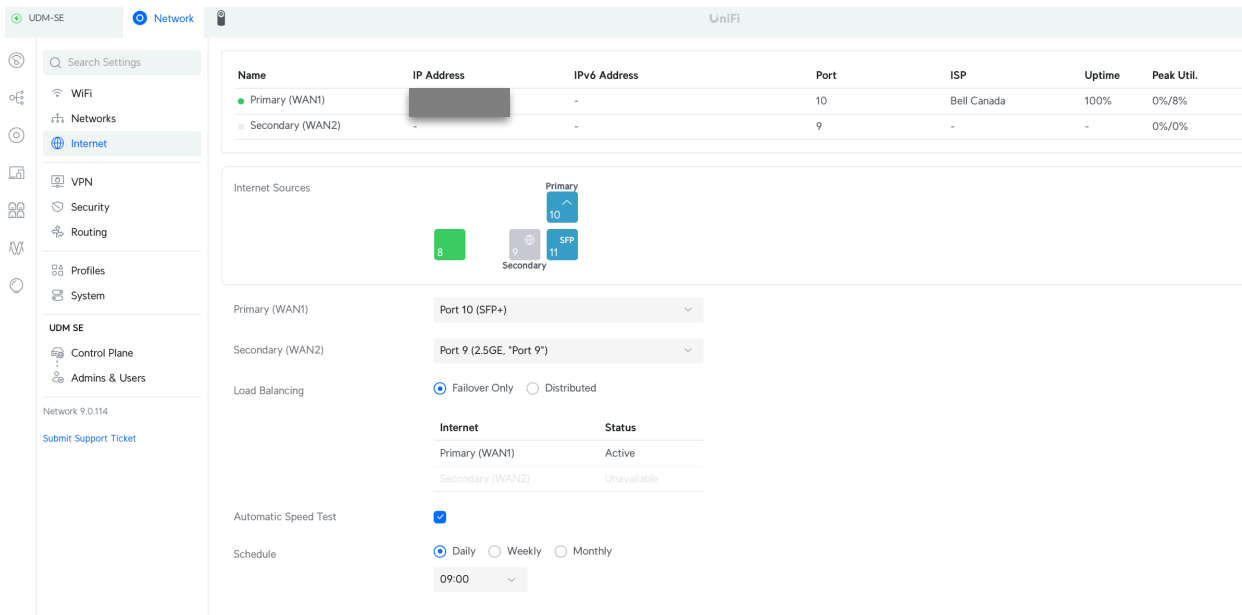 UDM-SE Network UniFi
Search Settings
WiFi
Networks
Internet
VPN
Security
Routing
Profiles
System
UDM SE
Control Plane
Admins & Users
Network 9.0.114
Submit Support Ticket
Name IP Address IPv6 Address Port ISP Uptime Peak Util.
Primary (WAN1) - 10 Bell Canada 100% 0%/8%
Secondary (WAN2) - - 9 - - 0%/0%
Internet Sources
Primary
10
8 9 SFP 11
Secondary
Primary (WAN1) Port 10 (SFP+)
Secondary (WAN2) Port 9 (2.5GE, "Port 9")
Load Balancing Failover Only Distributed
Internet Status
Primary (WAN1) Active
Secondary (WAN2) Unavailable
Automatic Speed Test
Schedule Daily Weekly Monthly
09:00